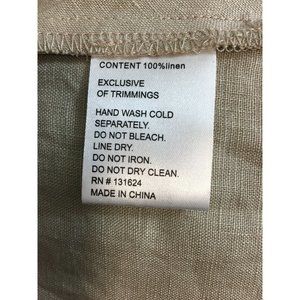 CONTENT 100%linen
EXCLUSIVE
OF TRIMMINGS
HAND WASH COLD
SEPARATELY.
DO NOT BLEACH.
LINE DRY.
DO NOT IRON.
DO NOT DRY CLEAN.
RN # 131624
MADE IN CHINA